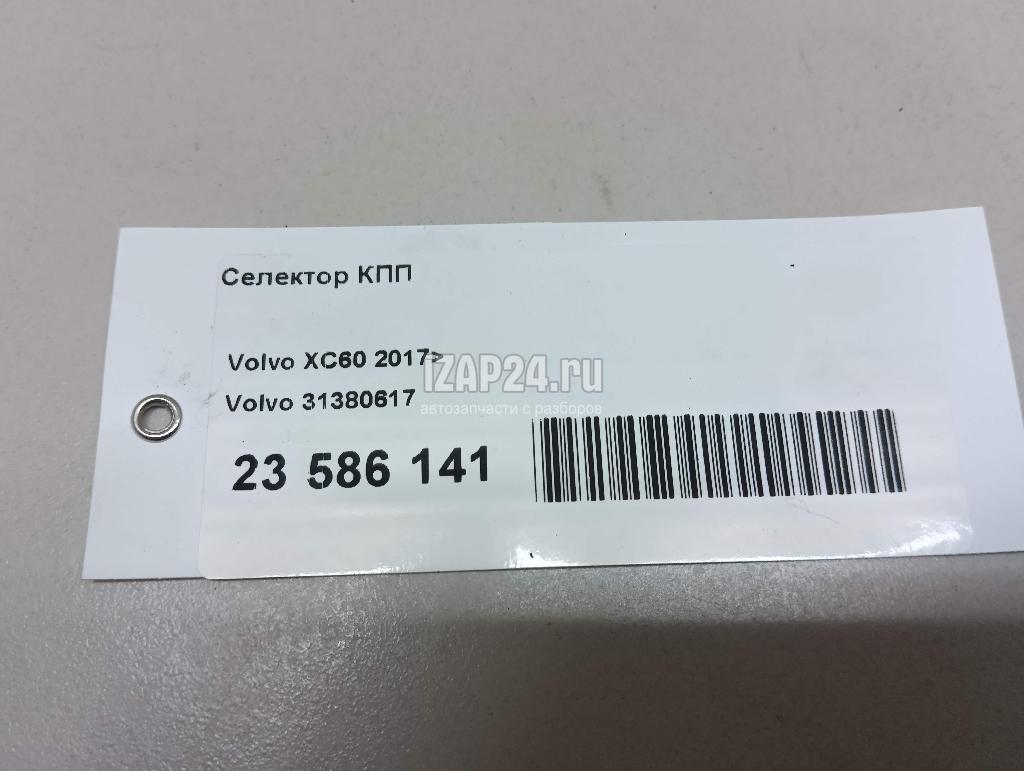 Селектор КПП
Volvo XC60 2017>
IZAP24.ru
Volvo 31380617
автозапчасти с разборов
23 586 141